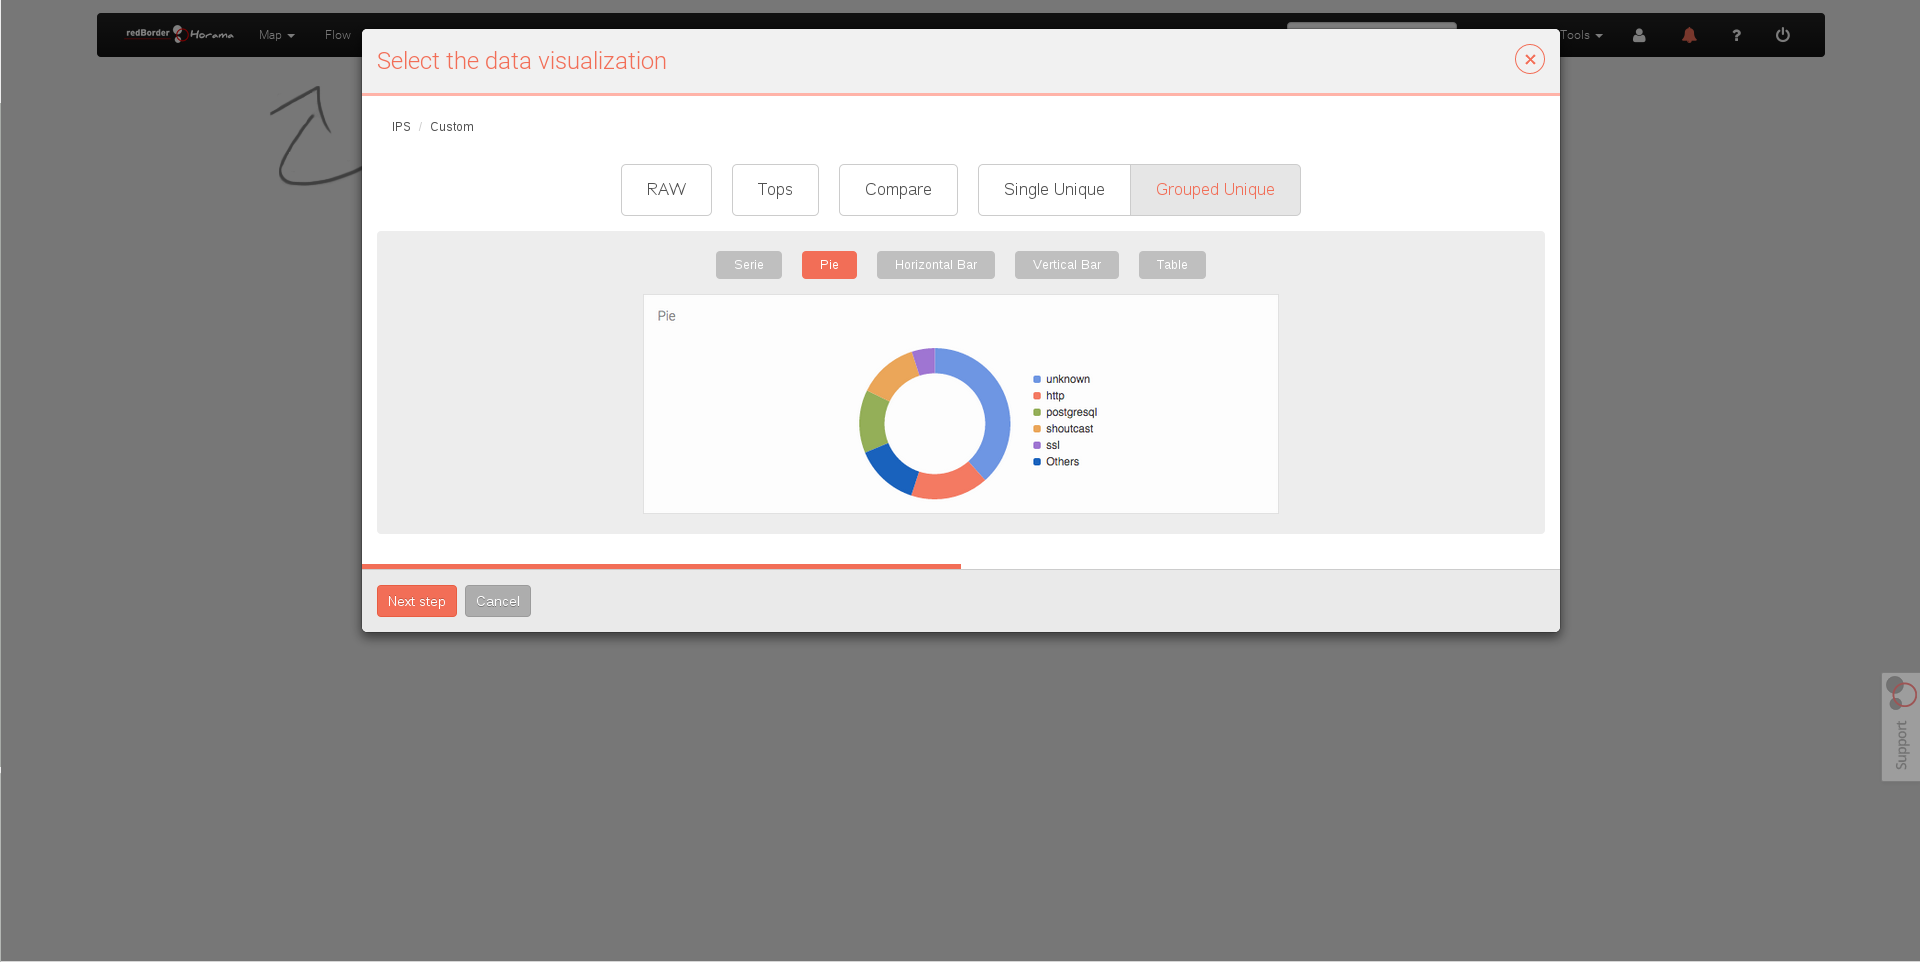 redBorder Horama Map Flow Tools ?
Select the data visualization
IPS / Custom
RAW Tops Compare Single Unique Grouped Unique
Serie Pie Horizontal Bar Vertical Bar Table
Pie
unknown
http
postgresql
shoutcast
ssl
Others
Next step Cancel
Support